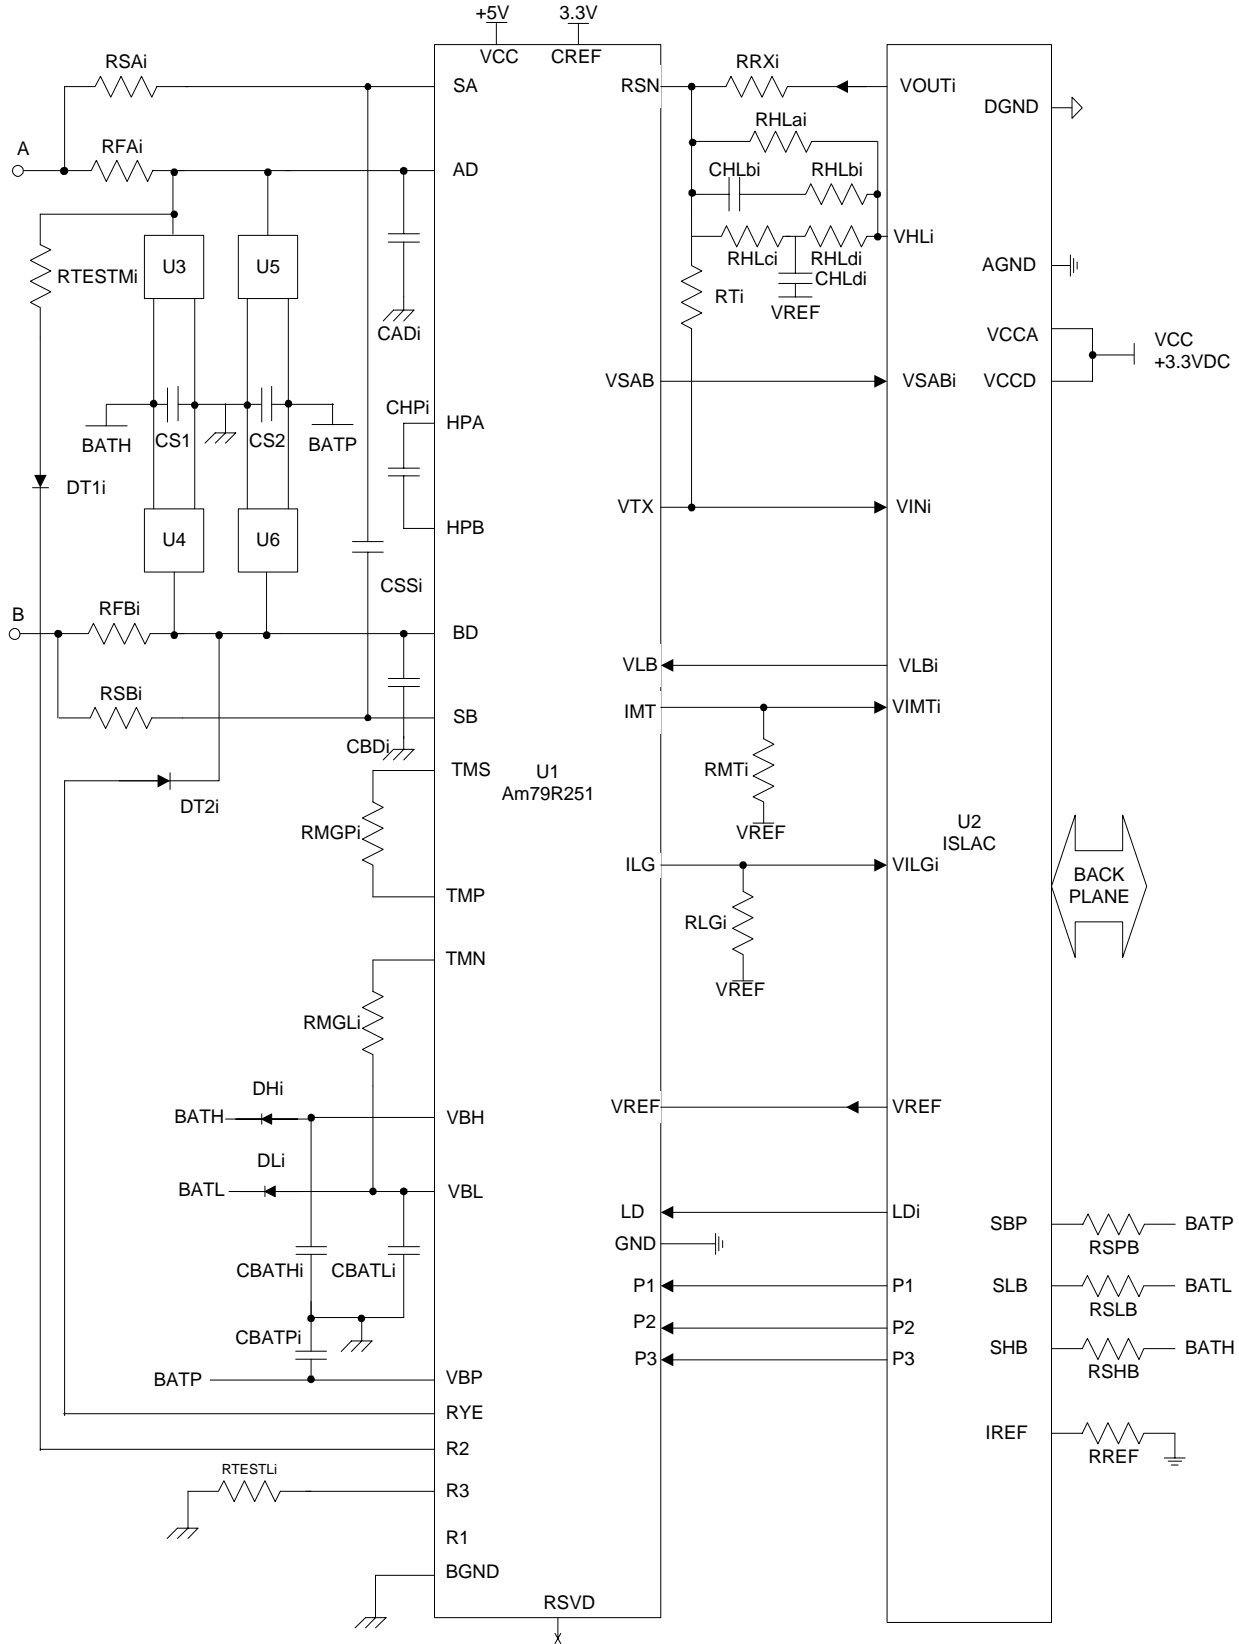 +5V
3.3V
VCC
CREF
RSAi
SA
RSN
RRXi
VOUTi
DGND
A
RFAi
AD
RHLai
CHLbi
RHLbi
VHLi
RHLci
RHLdi
CHLdi
VREF
RTi
AGND
U3
U5
RTESTMi
CADi
VCCA
VCC
+3.3VDC
VCCD
VSAB
VSABi
CHPi
HPA
BATH
CS1
CS2
BATP
DT1i
VTX
VINi
HPB
U4
U6
CSSi
B
RFBi
BD
VLB
VLBi
RSBi
SB
IMT
VIMTi
CBDi
TMS
U1
Am79R251
RMTi
VREF
DT2i
RMGPi
U2
ISLAC
ILG
VILGi
BACK
PLANE
TMP
RLGi
VREF
TMN
RMGLi
DHi
BATH
VBH
VREF
VREF
DLi
BATL
VBL
LD
LDi
SBP
BATP
RSPB
GND
CBATHi
CBATLi
P1
P1
SLB
BATL
RSLB
P2
P2
CBATPi
SHB
BATH
RSHB
P3
P3
BATP
VBP
RYE
IREF
RREF
R2
RTESTLi
R3
R1
BGND
RSVD